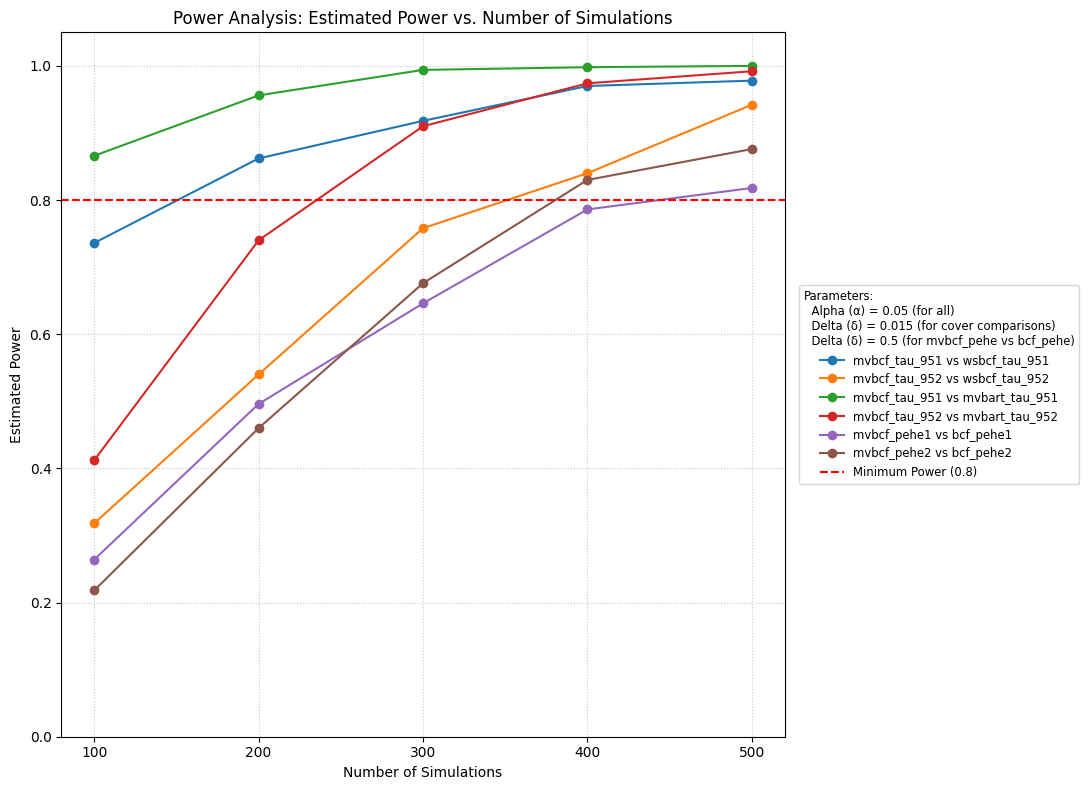 Power Analysis: Estimated Power vs. Number of Simulations
Estimated Power
1.0
0.8
0.6
0.4
0.2
0.0
100
200
300
400
500
Number of Simulations
Parameters:
Alpha (α) = 0.05 (for all)
Delta (δ) = 0.015 (for cover comparisons)
Delta (δ) = 0.5 (for mvbcf_pehe vs bcf_pehe)
mvbcf_tau_951 vs wsbcf_tau_951
mvbcf_tau_952 vs wsbcf_tau_952
mvbcf_tau_951 vs mvbart_tau_951
mvbcf_tau_952 vs mvbart_tau_952
mvbcf_pehe1 vs bcf_pehe1
mvbcf_pehe2 vs bcf_pehe2
Minimum Power (0.8)